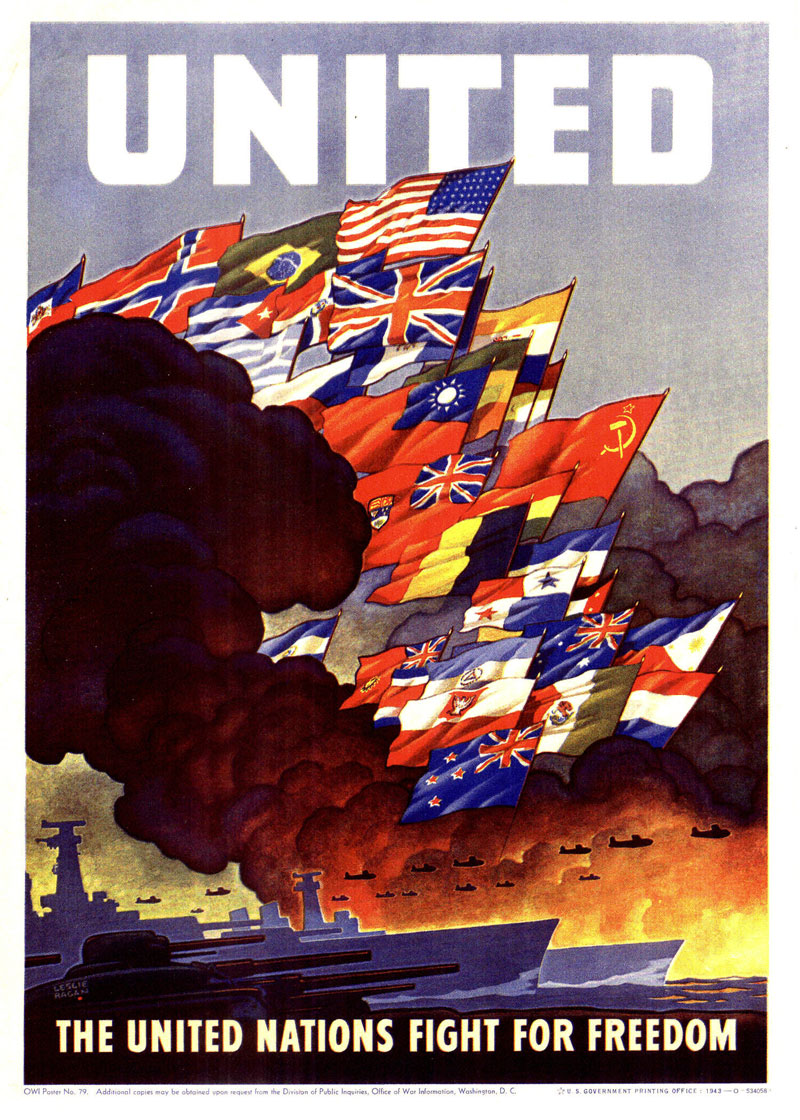 UNITED
LESLIE
RAGAN
THE UNITED NATIONS FIGHT FOR FREEDOM
OWI Poster No. 79. Additional copies may be obtained upon request from the Division of Public Inquiries, Office of War Information, Washington, D. C.
☆ U. S. GOVERNMENT PRINTING OFFICE : 1943—O - 534058